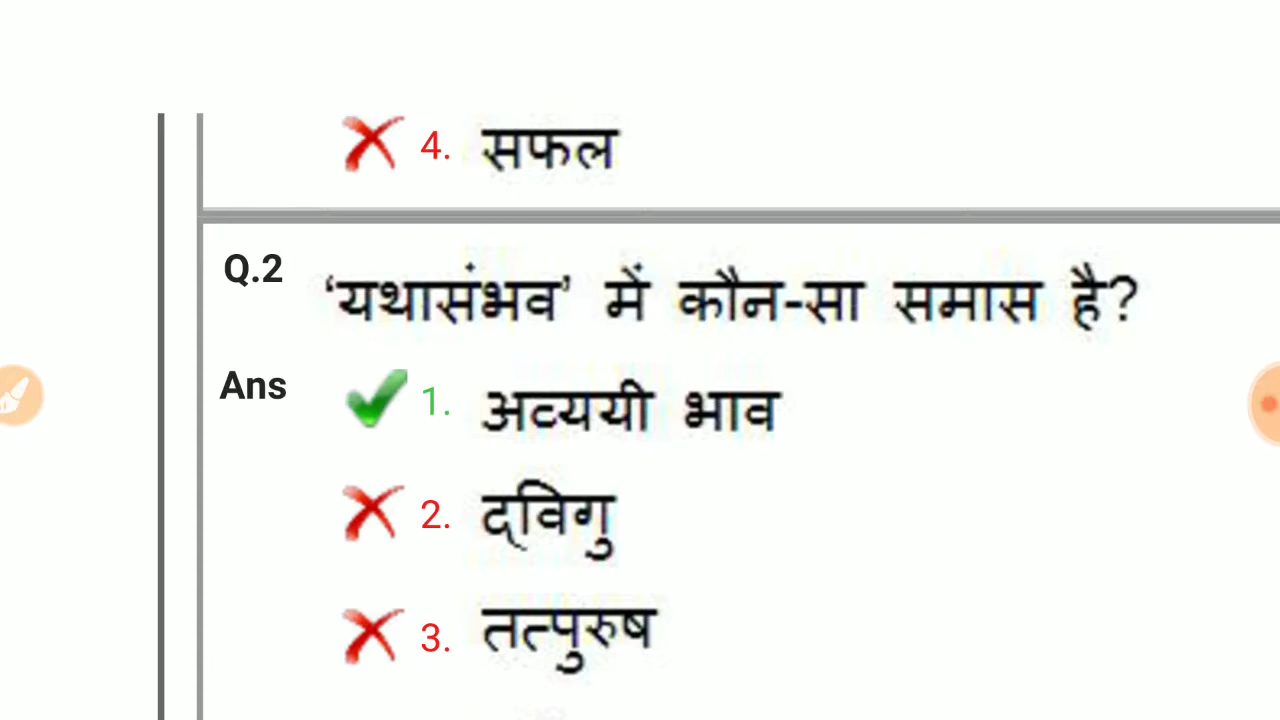 4. सफल
Q.2 ‘यथासंभव’ में कौन-सा समास है?
Ans 1. अव्ययी भाव
2. द्विगु
3. तत्पुरुष